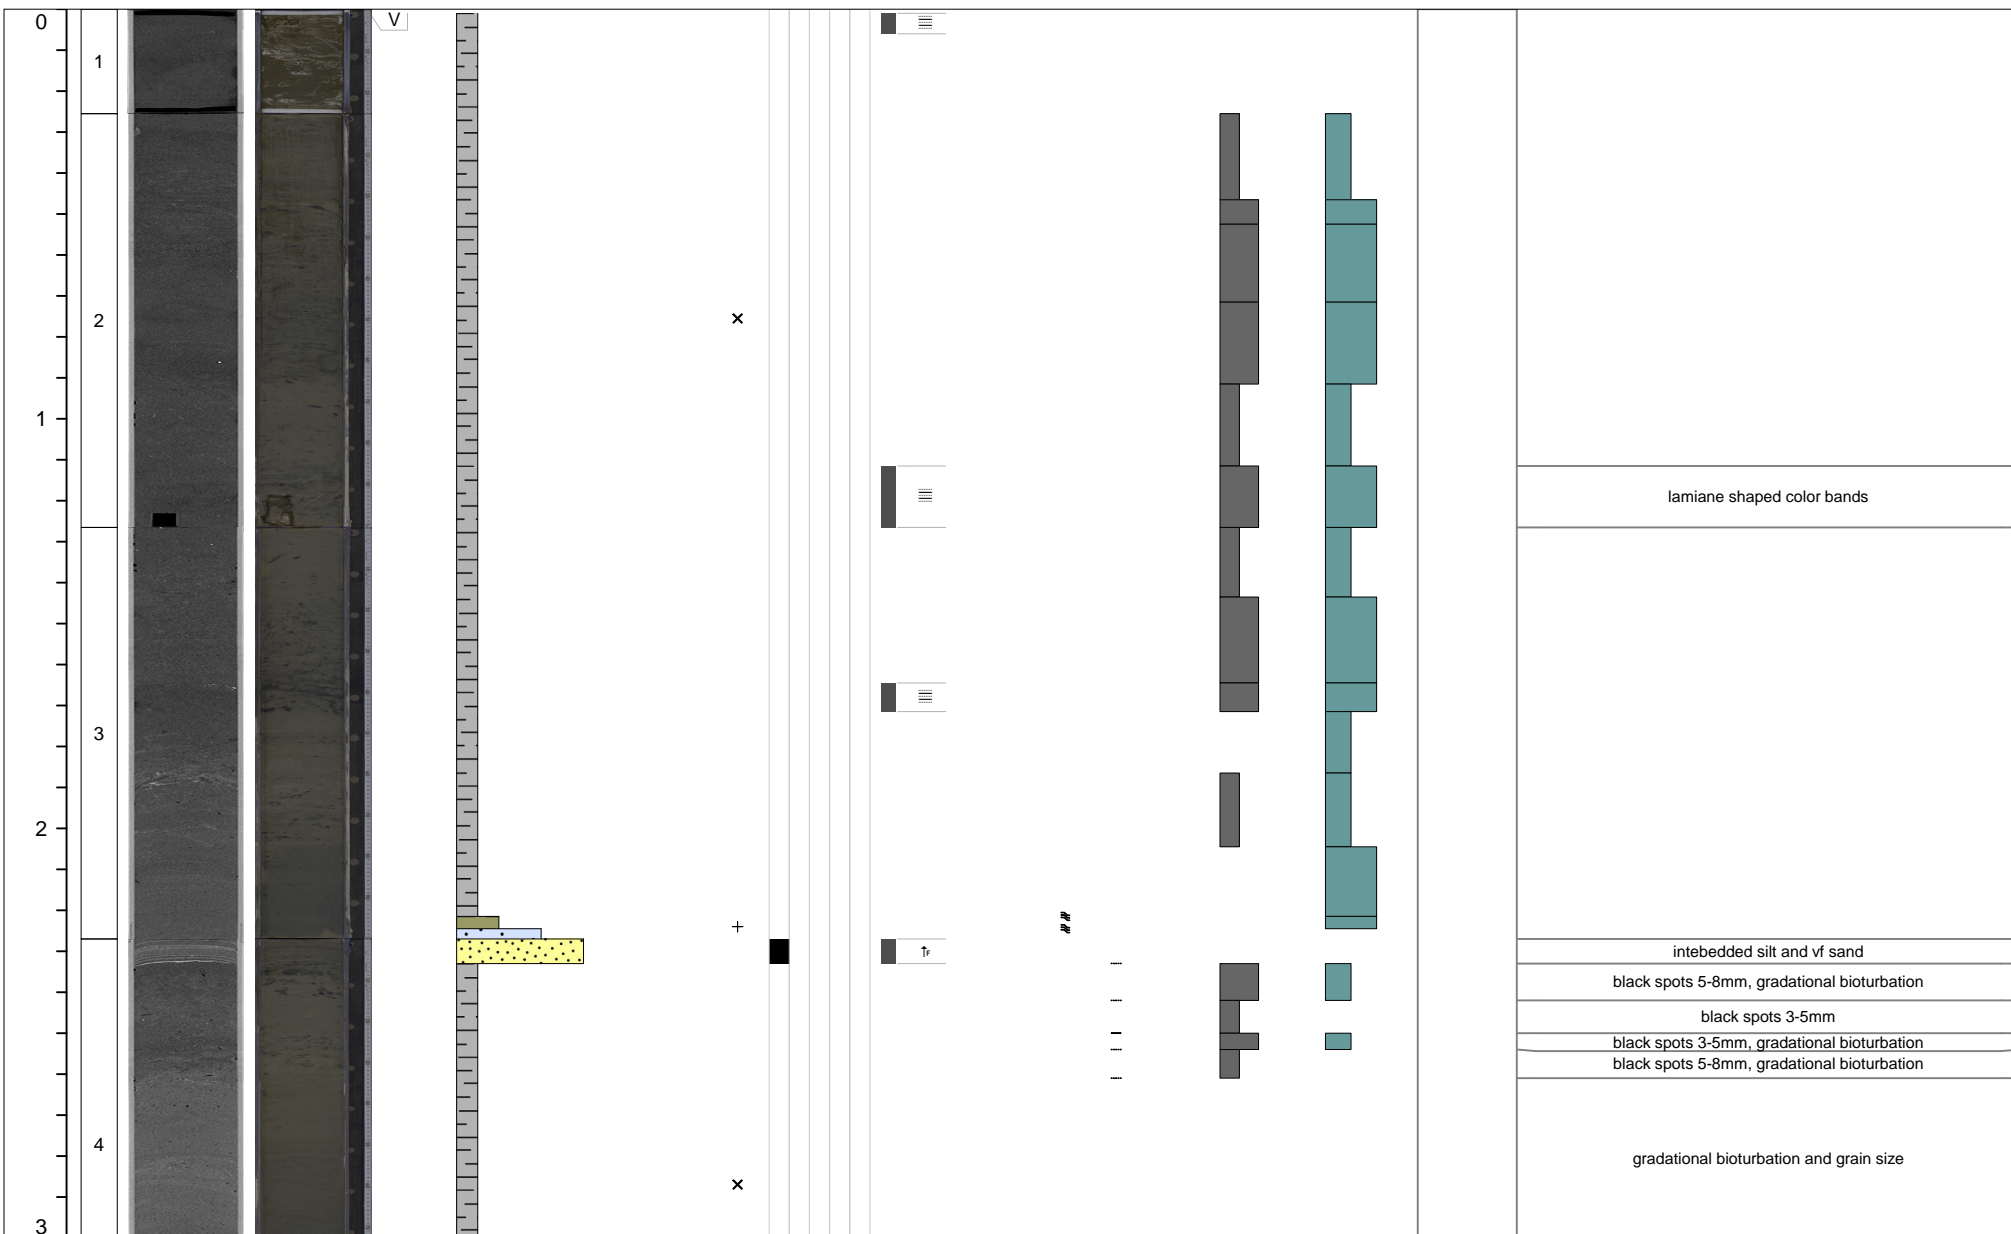 0
V
1
1
lamiane shaped color bands
2
3
2
F
intebedded silt and vf sand
black spots 5-8mm, gradational bioturbation
black spots 3-5mm
black spots 3-5mm, gradational bioturbation
black spots 5-8mm, gradational bioturbation
4
gradational bioturbation and grain size
3